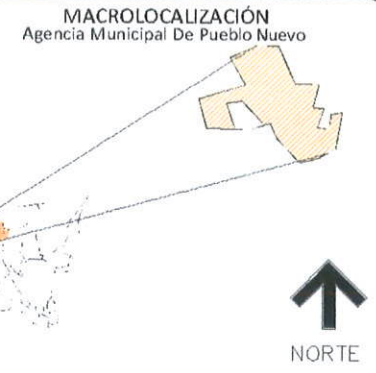 MACROLOCALIZACIÓN
Agencia Municipal De Pueblo Nuevo
NORTE